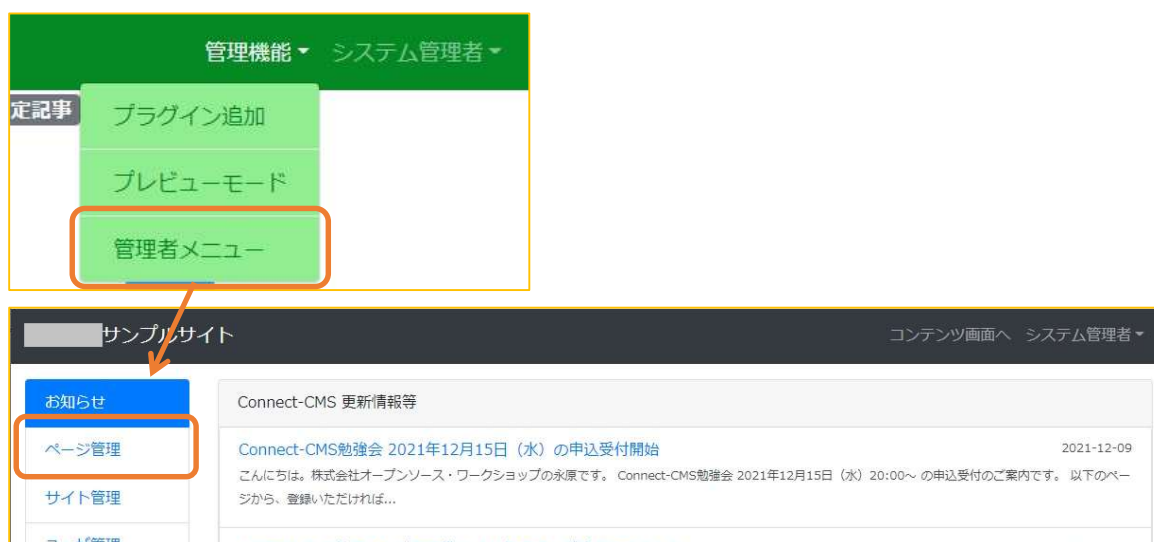 管理機能 システム管理者
定記事
プラグイン追加
プレビューモード
管理者メニュー
サンプルサイト
コンテンツ画面へ システム管理者
お知らせ
Connect-CMS 更新情報等
ページ管理
Connect-CMS勉強会 2021年12月15日（水）の申込受付開始
2021-12-09
こんにちは。株式会社オープンソース・ワークショップの永原です。 Connect-CMS勉強会 2021年12月15日（水）20:00～ の申込受付のご案内です。 以下のペー
ジから、登録いただければ...
サイト管理